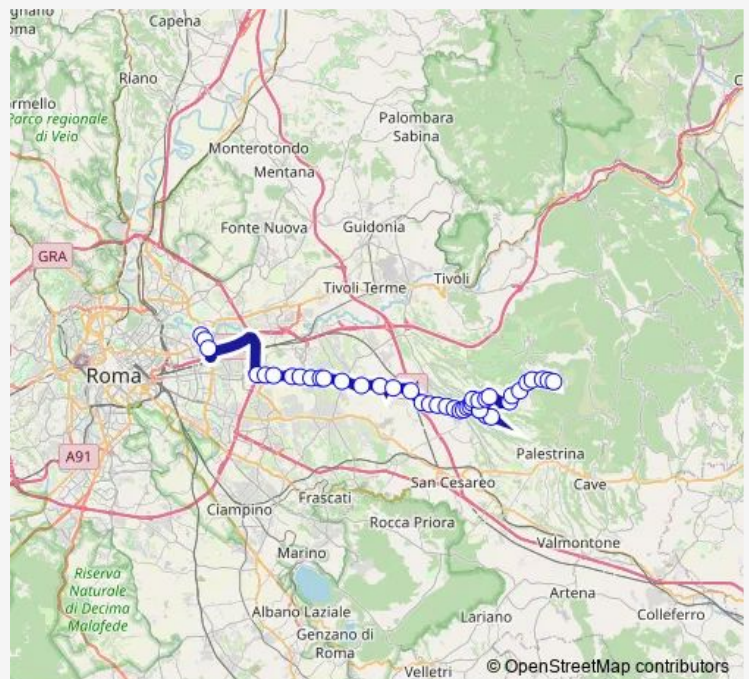 Capena
Riano
Parco regionale
di Veio
Palombara
Sabina
Monterotondo
Mentana
Fonte Nuova
Guidonia
GRA
Tivoli
Tivoli Terme
Roma
A91
Palestrina
San Cesareo
Cave
Frascati
Ciampino
Rocca Priora
Valmontone
Marino
Riserva
Naturale
di Decima
Malafede
Artena
Albano Laziale
Lariano
Colleferro
Genzano di
Roma
Velletri
© OpenStreetMap contributors